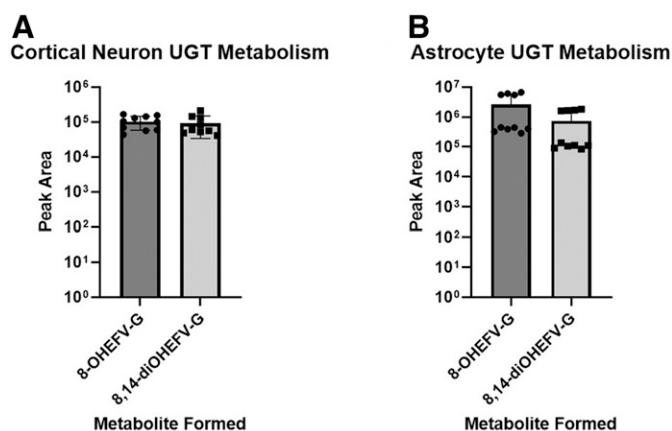 A
Cortical Neuron UGT Metabolism
10⁶
10⁵
10⁴
10³
10²
10¹
10⁰
Peak Area
8-OHEFV-G
8,14-diOHEFV-G
Metabolite Formed
B
Astrocyte UGT Metabolism
10⁷
10⁶
10⁵
10⁴
10³
10²
10¹
10⁰
Peak Area
8-OHEFV-G
8,14-diOHEFV-G
Metabolite Formed